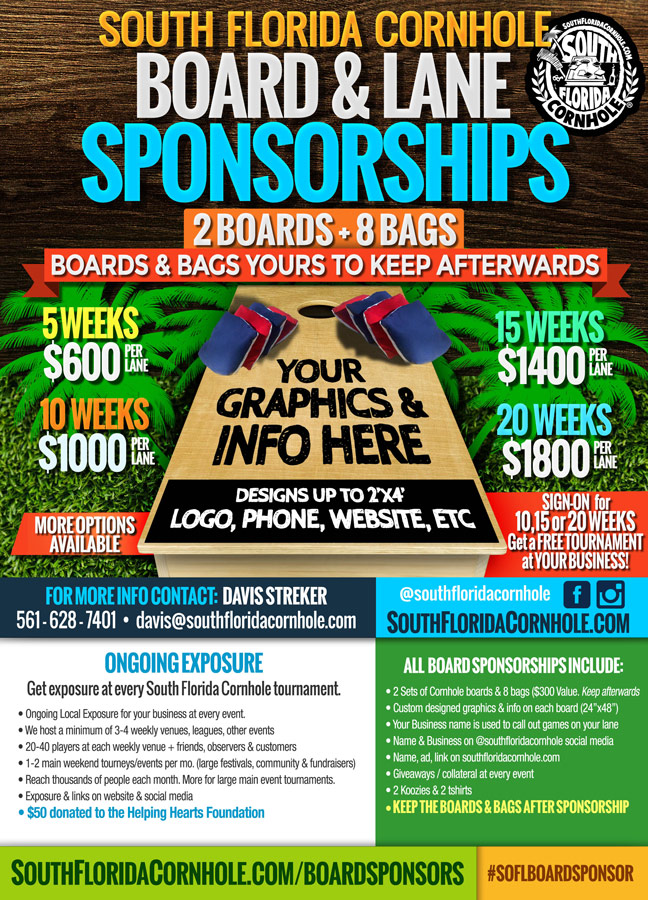 SOUTH FLORIDA CORNHOLE
BOARD & LANE
SPONSORSHIPS
SOUTHFLORIDACORNHOLE.COM
SOUTH
FLORIDA
CORNHOLE
2 BOARDS + 8 BAGS
BOARDS & BAGS YOURS TO KEEP AFTERWARDS
5 WEEKS
$600 PER LANE
10 WEEKS
$1000 PER LANE
15 WEEKS
$1400 PER LANE
20 WEEKS
$1800 PER LANE
YOUR
GRAPHICS &
INFO HERE
DESIGNS UP TO 2'X4'
LOGO, PHONE, WEBSITE, ETC
MORE OPTIONS
AVAILABLE
SIGN-ON for
10,15 or 20 WEEKS
Get a FREE TOURNAMENT
at YOUR BUSINESS!
FOR MORE INFO CONTACT: DAVIS STREKER
561-628-7401 • davis@southfloridacornhole.com
@southfloridacornhole
SOUTHFLORIDACORNHOLE.COM
ONGOING EXPOSURE
Get exposure at every South Florida Cornhole tournament.
• Ongoing Local Exposure for your business at every event.
• We host a minimum of 3-4 weekly venues, leagues, other events
• 20-40 players at each weekly venue + friends, observers & customers
• 1-2 main weekend tourneys/events per mo. (large festivals, community & fundraisers)
• Reach thousands of people each month. More for large main event tournaments.
• Exposure & links on website & social media
• $50 donated to the Helping Hearts Foundation
ALL BOARD SPONSORSHIPS INCLUDE:
• 2 Sets of Cornhole boards & 8 bags ($300 Value. Keep afterwards)
• Custom designed graphics & info on each board (24"x48")
• Your Business name is used to call out games on your lane
• Name & Business on @southfloridacornhole social media
• Name, ad, link on southfloridacornhole.com
• Giveaways / collateral at every event
• 2 Koozies & 2 tshirts
• KEEP THE BOARDS & BAGS AFTER SPONSORSHIP
SOUTHFLORIDACORNHOLE.COM/BOARDSPONSORS
#SOFLBOARDSPONSOR